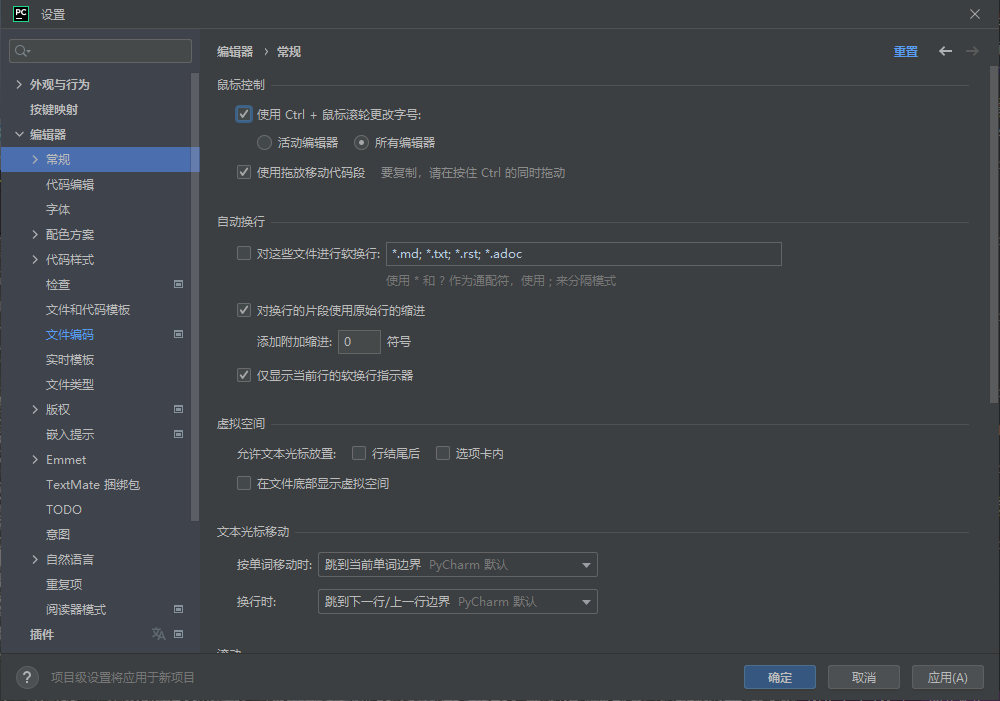 PC 设置
编辑器 › 常规
重置
外观与行为
按键映射
编辑器
常规
代码编辑
字体
配色方案
代码样式
检查
文件和代码模板
文件编码
实时模板
文件类型
版权
嵌入提示
Emmet
TextMate 捆绑包
TODO
意图
自然语言
重复项
阅读器模式
插件
鼠标控制
使用 Ctrl + 鼠标滚轮更改字号:
活动编辑器 所有编辑器
使用拖放移动代码段 要复制，请在按住 Ctrl 的同时拖动
自动换行
对这些文件进行软换行: *.md; *.txt; *.rst; *.adoc
使用 * 和 ? 作为通配符，使用 ; 来分隔模式
对换行的片段使用原始行的缩进
添加附加缩进: 0 符号
仅显示当前行的软换行指示器
虚拟空间
允许文本光标放置: 行结尾后 选项卡内
在文件底部显示虚拟空间
文本光标移动
按单词移动时: 跳到当前单词边界 PyCharm 默认
换行时: 跳到下一行/上一行边界 PyCharm 默认
滚动
? 项目级设置将应用于新项目
确定 取消 应用(A)